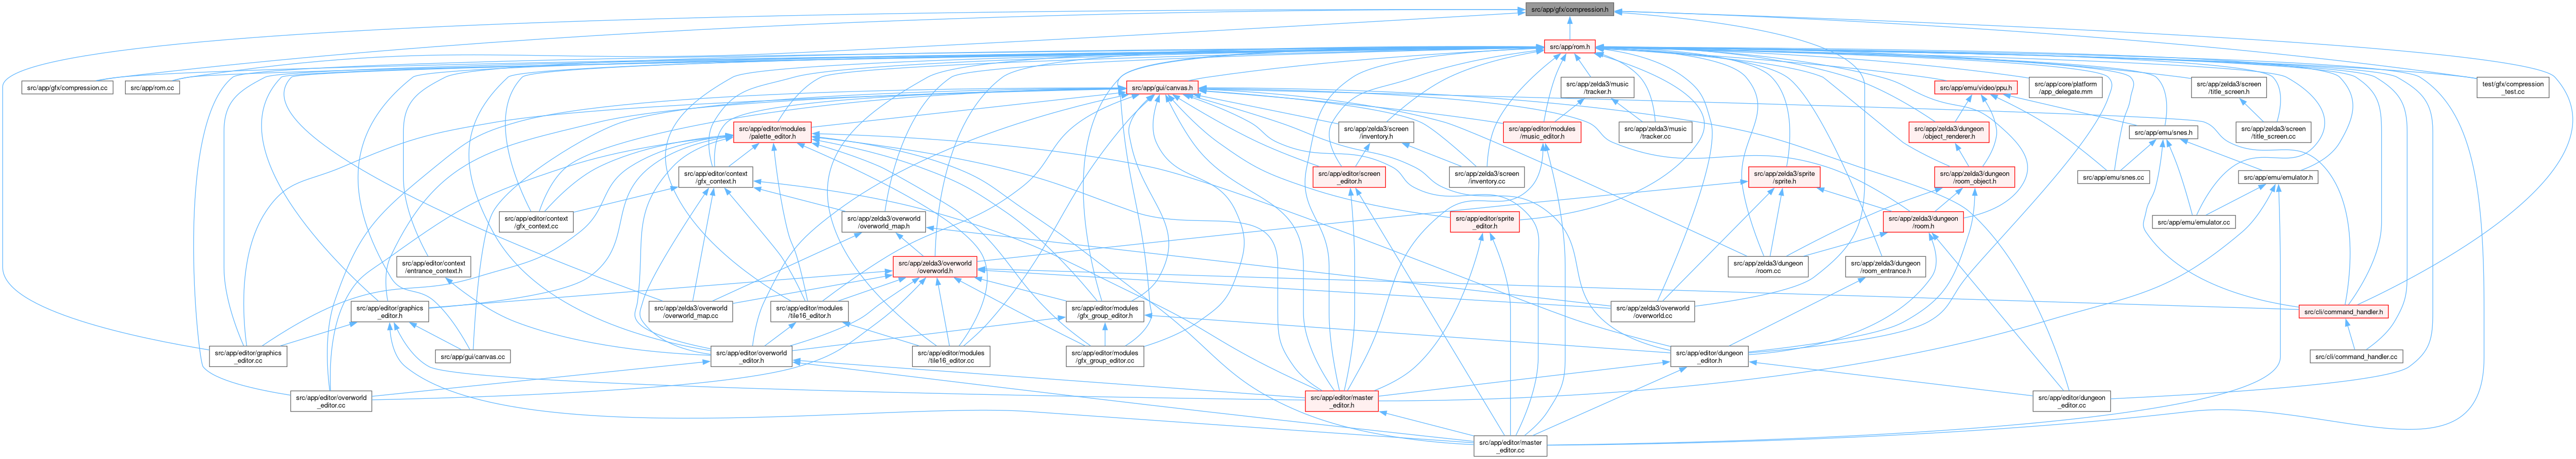 src/app/gfx/compression.h
src/app/rom.h
src/app/gfx/compression.cc
src/app/rom.cc
src/app/gui/canvas.h
src/app/zelda3/music
/tracker.h
src/app/emu/video/ppu.h
src/app/core/platform
/app_delegate.mm
src/app/zelda3/screen
/title_screen.h
test/gfx/compression
_test.cc
src/app/editor/modules
/palette_editor.h
src/app/zelda3/screen
/inventory.h
src/app/editor/modules
/music_editor.h
src/app/zelda3/music
/tracker.cc
src/app/zelda3/dungeon
/object_renderer.h
src/app/emu/snes.h
src/app/zelda3/screen
/title_screen.cc
src/app/editor/context
/gfx_context.h
src/app/editor/screen
_editor.h
src/app/zelda3/screen
/inventory.cc
src/app/zelda3/sprite
/sprite.h
src/app/zelda3/dungeon
/room_object.h
src/app/emu/snes.cc
src/app/emu/emulator.h
src/app/editor/context
/gfx_context.cc
src/app/zelda3/overworld
/overworld_map.h
src/app/editor/sprite
_editor.h
src/app/zelda3/dungeon
/room.h
src/app/emu/emulator.cc
src/app/editor/context
/entrance_context.h
src/app/zelda3/overworld
/overworld.h
src/app/zelda3/dungeon
/room.cc
src/app/zelda3/dungeon
/room_entrance.h
src/app/editor/graphics
_editor.h
src/app/zelda3/overworld
/overworld_map.cc
src/app/editor/modules
/tile16_editor.h
src/app/editor/modules
/gfx_group_editor.h
src/app/zelda3/overworld
/overworld.cc
src/cli/command_handler.h
src/app/editor/graphics
_editor.cc
src/app/gui/canvas.cc
src/app/editor/overworld
_editor.h
src/app/editor/modules
/tile16_editor.cc
src/app/editor/modules
/gfx_group_editor.cc
src/app/editor/dungeon
_editor.h
src/cli/command_handler.cc
src/app/editor/overworld
_editor.cc
src/app/editor/master
_editor.h
src/app/editor/dungeon
_editor.cc
src/app/editor/master
_editor.cc